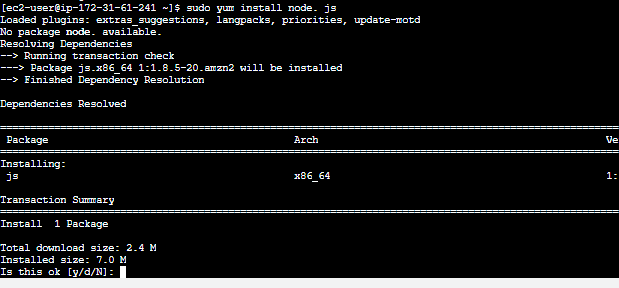 [ec2-user@ip-172-31-61-241 ~]$ sudo yum install node. js
Loaded plugins: extras_suggestions, langpacks, priorities, update-motd
No package node. available.
Resolving Dependencies
--> Running transaction check
---> Package js.x86_64 1:1.8.5-20.amzn2 will be installed
--> Finished Dependency Resolution
Dependencies Resolved
Package Arch Ve
Installing:
js x86_64 1:
Transaction Summary
Install 1 Package
Total download size: 2.4 M
Installed size: 7.0 M
Is this ok [y/d/N]: